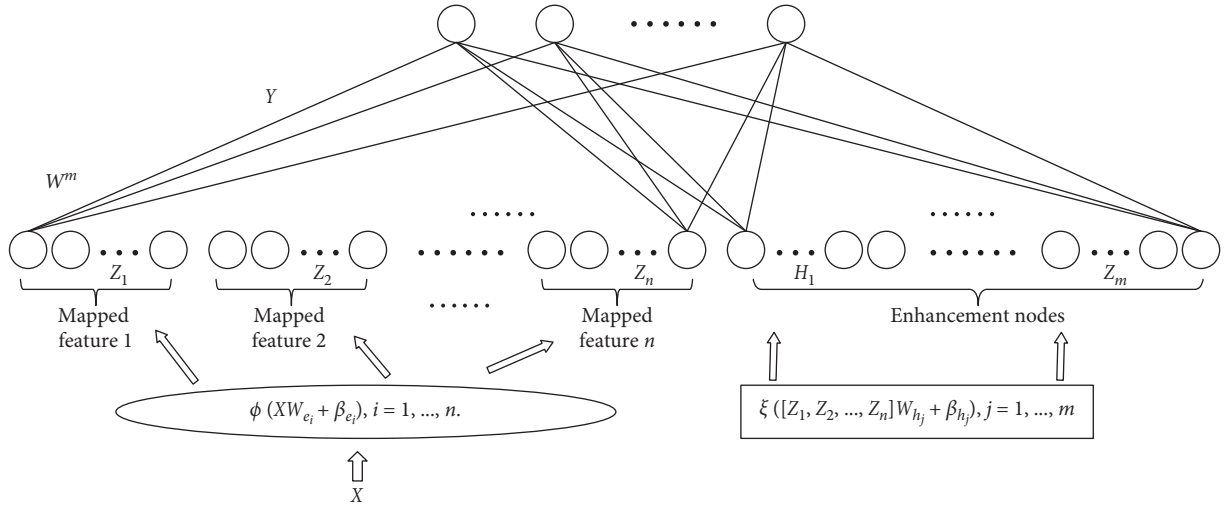 Y
W^m
Z_1 Z_2 Z_n H_1 Z_m
Mapped feature 1
Mapped feature 2
Mapped feature n
Enhancement nodes
ϕ (XW_{e_i} + β_{e_i}), i = 1, ..., n.
ξ ([Z_1, Z_2, ..., Z_n]W_{h_j} + β_{h_j}), j = 1, ..., m
X